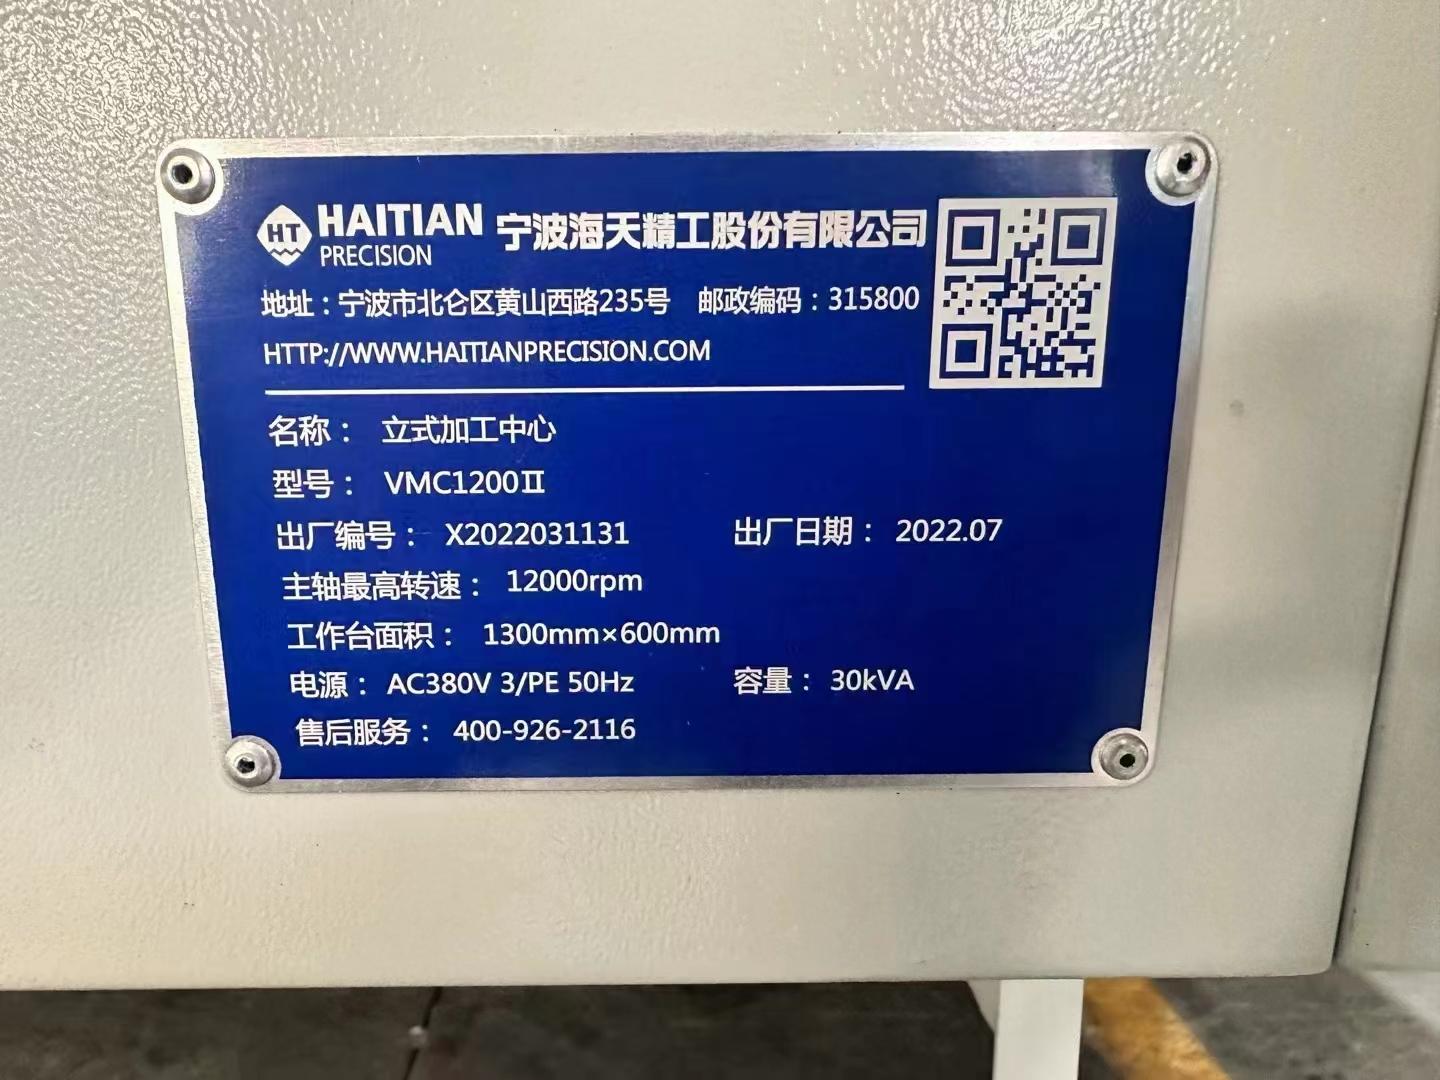 HT HAITIAN PRECISION 宁波海天精工股份有限公司
地址：宁波市北仑区黄山西路235号 邮政编码：315800
HTTP://WWW.HAITIANPRECISION.COM
名称： 立式加工中心
型号： VMC1200Ⅱ
出厂编号： X2022031131 出厂日期： 2022.07
主轴最高转速： 12000rpm
工作台面积： 1300mm×600mm
电源： AC380V 3/PE 50Hz 容量： 30kVA
售后服务： 400-926-2116